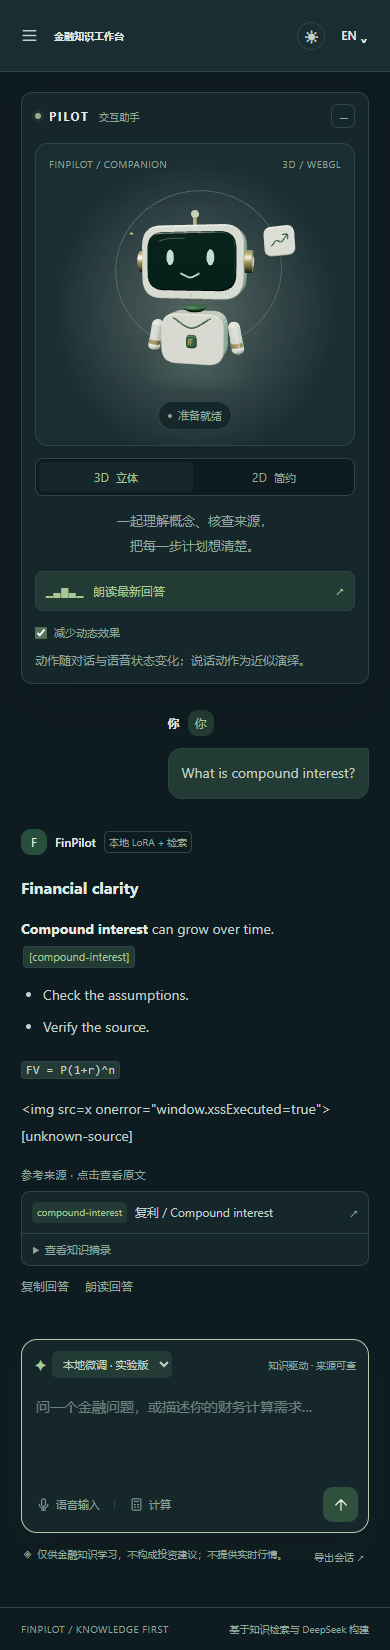 金融知识工作台
EN
PILOT 交互助手
FINPILOT / COMPANION 3D / WEBGL
准备就绪
3D 立体 2D 简约
一起理解概念、核查来源，
把每一步计划想清楚。
朗读最新回答 ↗
减少动态效果
动作随对话与语音状态变化；说话动作为近似演绎。
你 你
What is compound interest?
F FinPilot 本地 LoRA + 检索
Financial clarity
Compound interest can grow over time.
[compound-interest]
• Check the assumptions.
• Verify the source.
FV = P(1+r)^n
<img src=x onerror="window.xssExecuted=true">
[unknown-source]
参考来源 · 点击查看原文
compound-interest 复利 / Compound interest ↗
▶ 查看知识摘录
复制回答 朗读回答
本地微调 · 实验版 知识驱动 · 来源可查
问一个金融问题，或描述你的财务计算需求...
语音输入 计算
仅供金融知识学习，不构成投资建议；不提供实时行情。 导出会话 ↗
FINPILOT / KNOWLEDGE FIRST 基于知识检索与 DeepSeek 构建